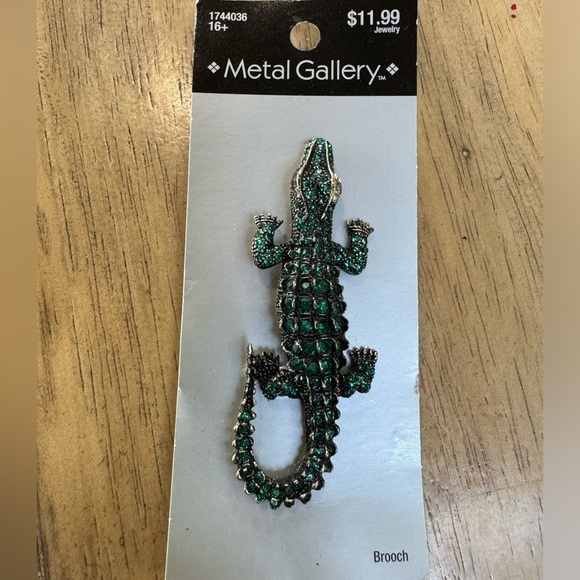 1744036
16+
$11.99
Jewelry
Metal Gallery™
Brooch